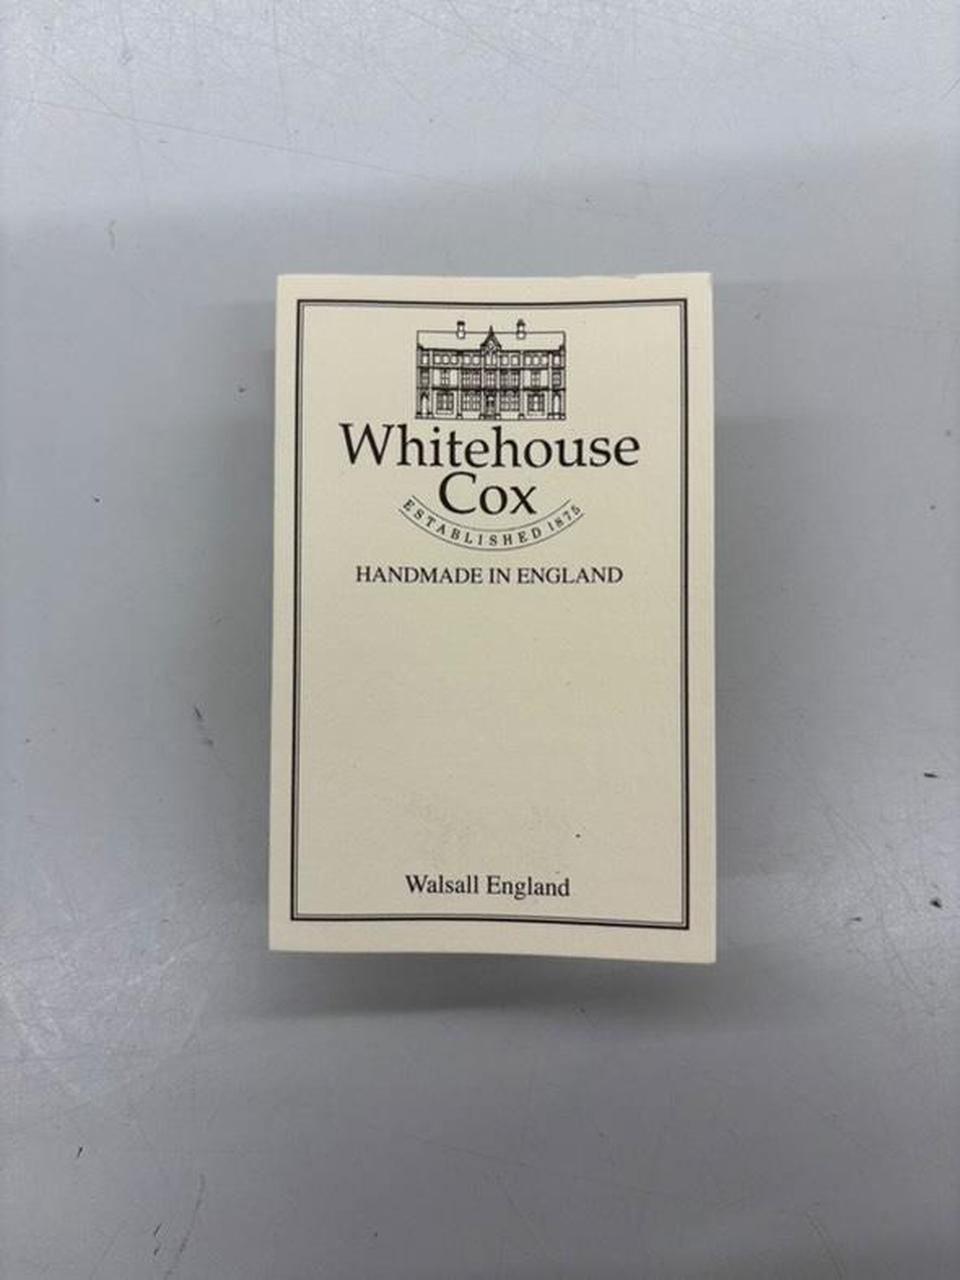 Whitehouse
Cox
ESTABLISHED 1875
HANDMADE IN ENGLAND
Walsall England